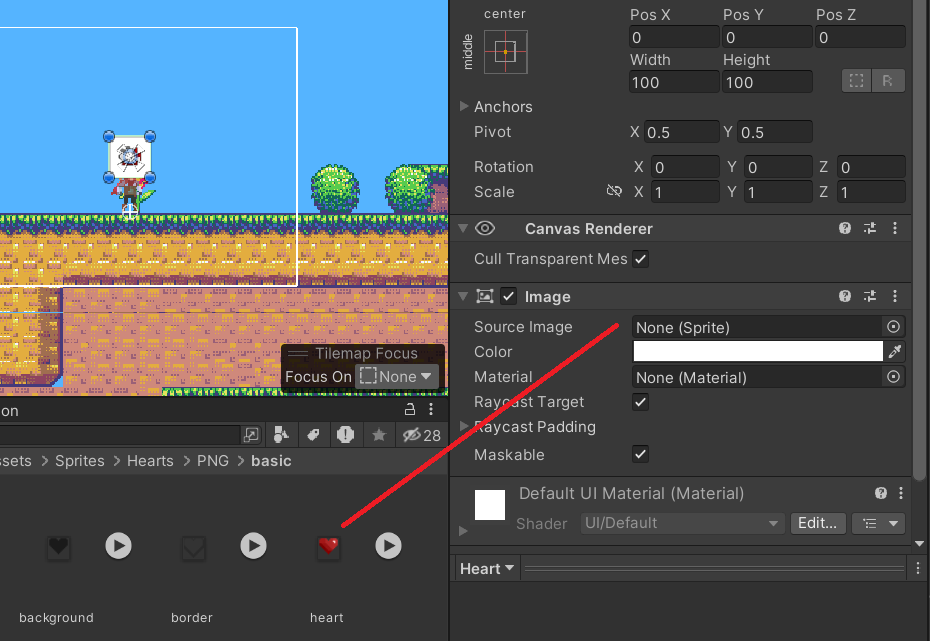 center
Pos X Pos Y Pos Z
middle
0 0 0
Width Height
100 100
R
Anchors
Pivot X 0.5 Y 0.5
Rotation X 0 Y 0 Z 0
Scale X 1 Y 1 Z 1
Canvas Renderer
Cull Transparent Mes
Image
Source Image None (Sprite)
Color
Material None (Material)
Raycast Target
Raycast Padding
Maskable
Default UI Material (Material)
Shader UI/Default Edit...
Heart
Tilemap Focus
Focus On None
on
28
ssets > Sprites > Hearts > PNG > basic
background border heart